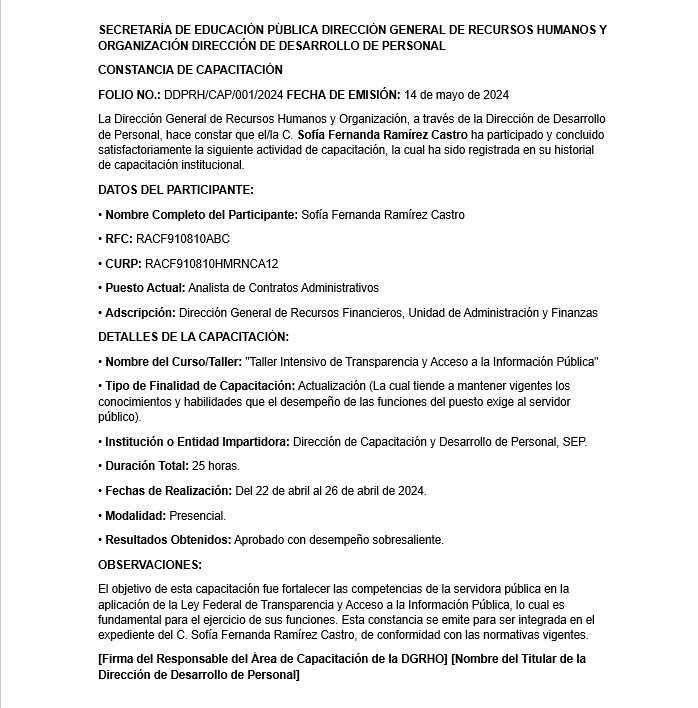 SECRETARÍA DE EDUCACIÓN PÚBLICA DIRECCIÓN GENERAL DE RECURSOS HUMANOS Y
ORGANIZACIÓN DIRECCIÓN DE DESARROLLO DE PERSONAL
CONSTANCIA DE CAPACITACIÓN
FOLIO NO.: DDPRH/CAP/001/2024 FECHA DE EMISIÓN: 14 de mayo de 2024
La Dirección General de Recursos Humanos y Organización, a través de la Dirección de Desarrollo
de Personal, hace constar que el/la C. Sofía Fernanda Ramírez Castro ha participado y concluido
satisfactoriamente la siguiente actividad de capacitación, la cual ha sido registrada en su historial
de capacitación institucional.
DATOS DEL PARTICIPANTE:
• Nombre Completo del Participante: Sofía Fernanda Ramírez Castro
• RFC: RACF910810ABC
• CURP: RACF910810HMRNCA12
• Puesto Actual: Analista de Contratos Administrativos
• Adscripción: Dirección General de Recursos Financieros, Unidad de Administración y Finanzas
DETALLES DE LA CAPACITACIÓN:
• Nombre del Curso/Taller: "Taller Intensivo de Transparencia y Acceso a la Información Pública"
• Tipo de Finalidad de Capacitación: Actualización (La cual tiende a mantener vigentes los
conocimientos y habilidades que el desempeño de las funciones del puesto exige al servidor
público).
• Institución o Entidad Impartidora: Dirección de Capacitación y Desarrollo de Personal, SEP.
• Duración Total: 25 horas.
• Fechas de Realización: Del 22 de abril al 26 de abril de 2024.
• Modalidad: Presencial.
• Resultados Obtenidos: Aprobado con desempeño sobresaliente.
OBSERVACIONES:
El objetivo de esta capacitación fue fortalecer las competencias de la servidora pública en la
aplicación de la Ley Federal de Transparencia y Acceso a la Información Pública, lo cual es
fundamental para el ejercicio de sus funciones. Esta constancia se emite para ser integrada en el
expediente del C. Sofía Fernanda Ramírez Castro, de conformidad con las normativas vigentes.
[Firma del Responsable del Área de Capacitación de la DGRHO] [Nombre del Titular de la
Dirección de Desarrollo de Personal]